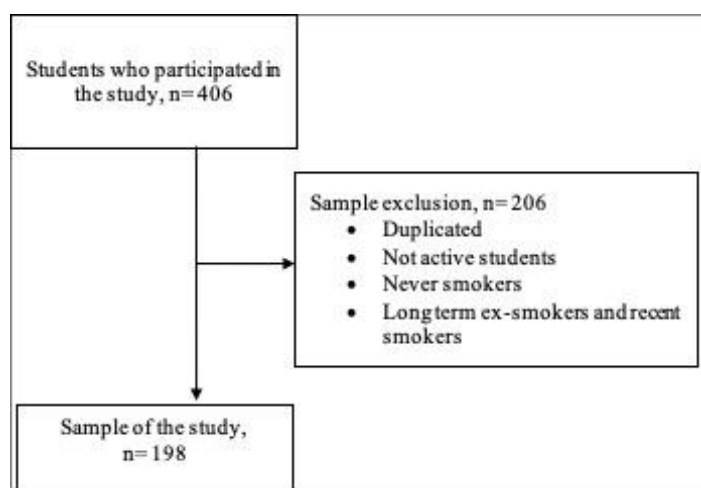 Students who participated in
the study, n=406
Sample exclusion, n=206
• Duplicated
• Not active students
• Never smokers
• Long term ex-smokers and recent
smokers
Sample of the study,
n=198